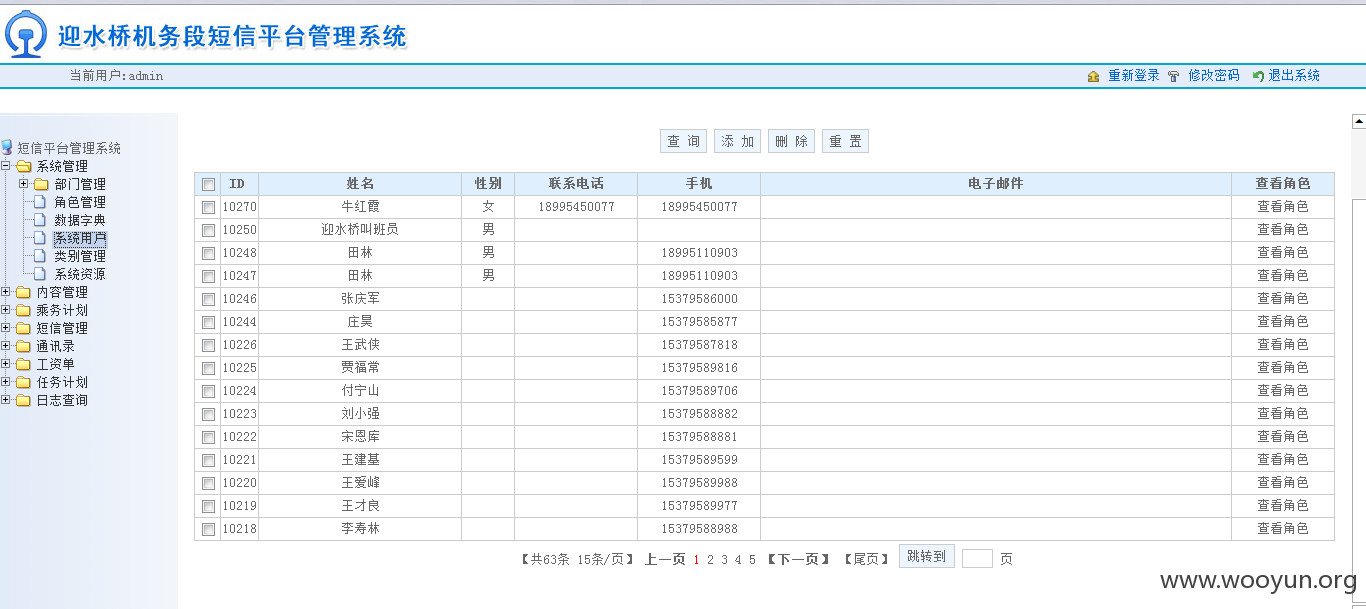 迎水桥机务段短信平台管理系统
当前用户:admin 重新登录 修改密码 退出系统
短信平台管理系统
系统管理
部门管理
角色管理
数据字典
系统用户
类别管理
系统资源
内容管理
乘务计划
短信管理
通讯录
工资单
任务计划
日志查询
查 询 添 加 删 除 重 置
ID 姓名 性别 联系电话 手机 电子邮件 查看角色
10270 牛红霞 女 18995450077 18995450077 查看角色
10250 迎水桥叫班员 男 查看角色
10248 田林 男 18995110903 查看角色
10247 田林 男 18995110903 查看角色
10246 张庆军 15379586000 查看角色
10244 庄昊 15379585877 查看角色
10226 王武侠 15379587818 查看角色
10225 贾福常 15379589816 查看角色
10224 付宁山 15379589706 查看角色
10223 刘小强 15379588882 查看角色
10222 宋恩库 15379588881 查看角色
10221 王建基 15379589599 查看角色
10220 王爱峰 15379589988 查看角色
10219 王才良 15379589977 查看角色
10218 李寿林 15379588988 查看角色
【共63条 15条/页】 上一页 1 2 3 4 5 【下一页】 【尾页】 跳转到 页
www.wooyun.org